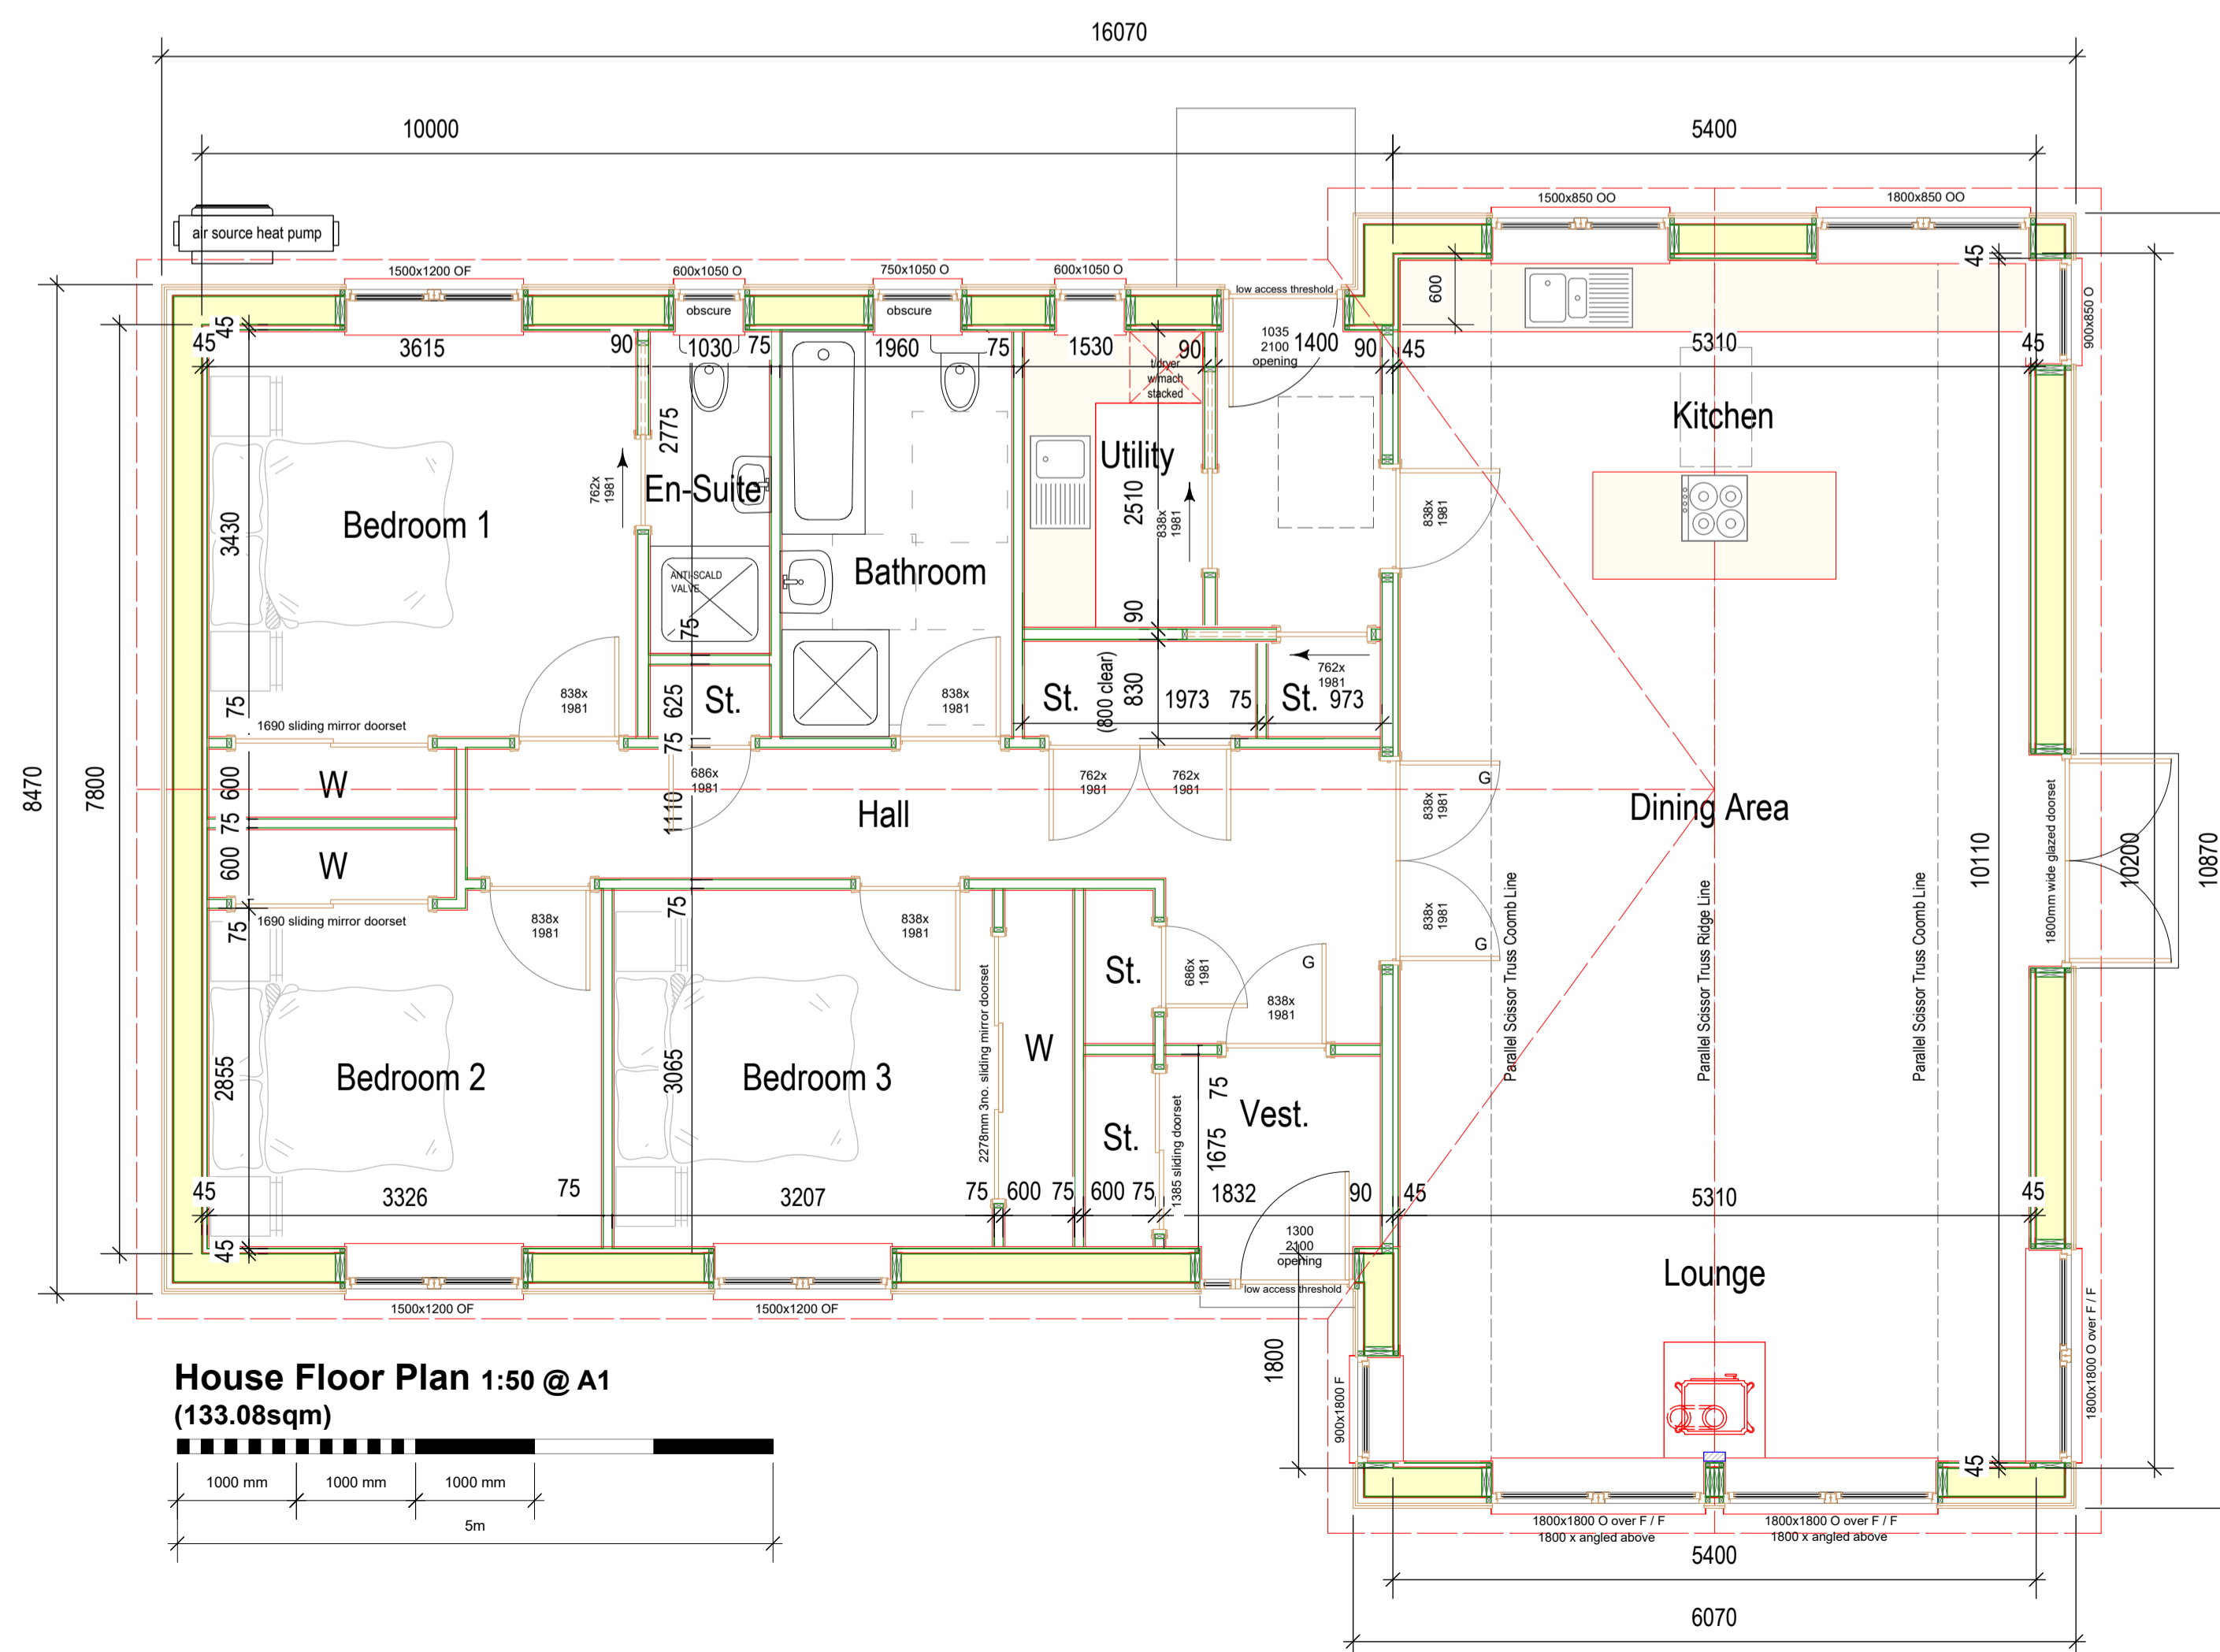 16070
10000
5400
air source heat pump
1500x850 OO
1800x850 OO
1500x1200 OF
600x1050 O
750x1050 O
600x1050 O
obscure
obscure
low access threshold
45
600
900x850 O
45
45
3615
90
1030
75
1960
75
1530
90
1035
2100
opening
1400
90
45
5310
45
t/dryer
w/mach
stacked
Kitchen
2775
Utility
762x
1981
En-Suite
2510
838x
1981
838x
1981
3430
Bedroom 1
Bathroom
ANTI-SCALD
VALVE
75
90
838x
1981
75
1690 sliding mirror doorset
625
St.
75
838x
1981
St.
(800 clear)
830
1973
75
762x
1981
St.
973
8470
7800
600
W
686x
1981
1110
762x
1981
762x
1981
G
838x
1981
Hall
Dining Area
1800mm wide glazed doorset
10200
10870
10110
75
600
W
75
1690 sliding mirror doorset
838x
1981
75
838x
1981
838x
1981
G
Parallel Scissor Truss Coomb Line
Parallel Scissor Truss Ridge Line
Parallel Scissor Truss Coomb Line
St.
686x
1981
G
838x
1981
2278mm 3no. sliding mirror doorset
W
2855
Bedroom 2
3065
Bedroom 3
St.
1385 sliding doorset
75
1675
Vest.
45
3326
75
3207
75
600
75
600
75
1832
90
45
5310
45
45
1300
2100
opening
low access threshold
Lounge
1500x1200 OF
1500x1200 OF
1800
900x1800 F
1800x1800 O over F / F
45
House Floor Plan 1:50 @ A1
(133.08sqm)
1000 mm
1000 mm
1000 mm
5m
1800x1800 O over F / F
1800 x angled above
1800x1800 O over F / F
1800 x angled above
5400
6070